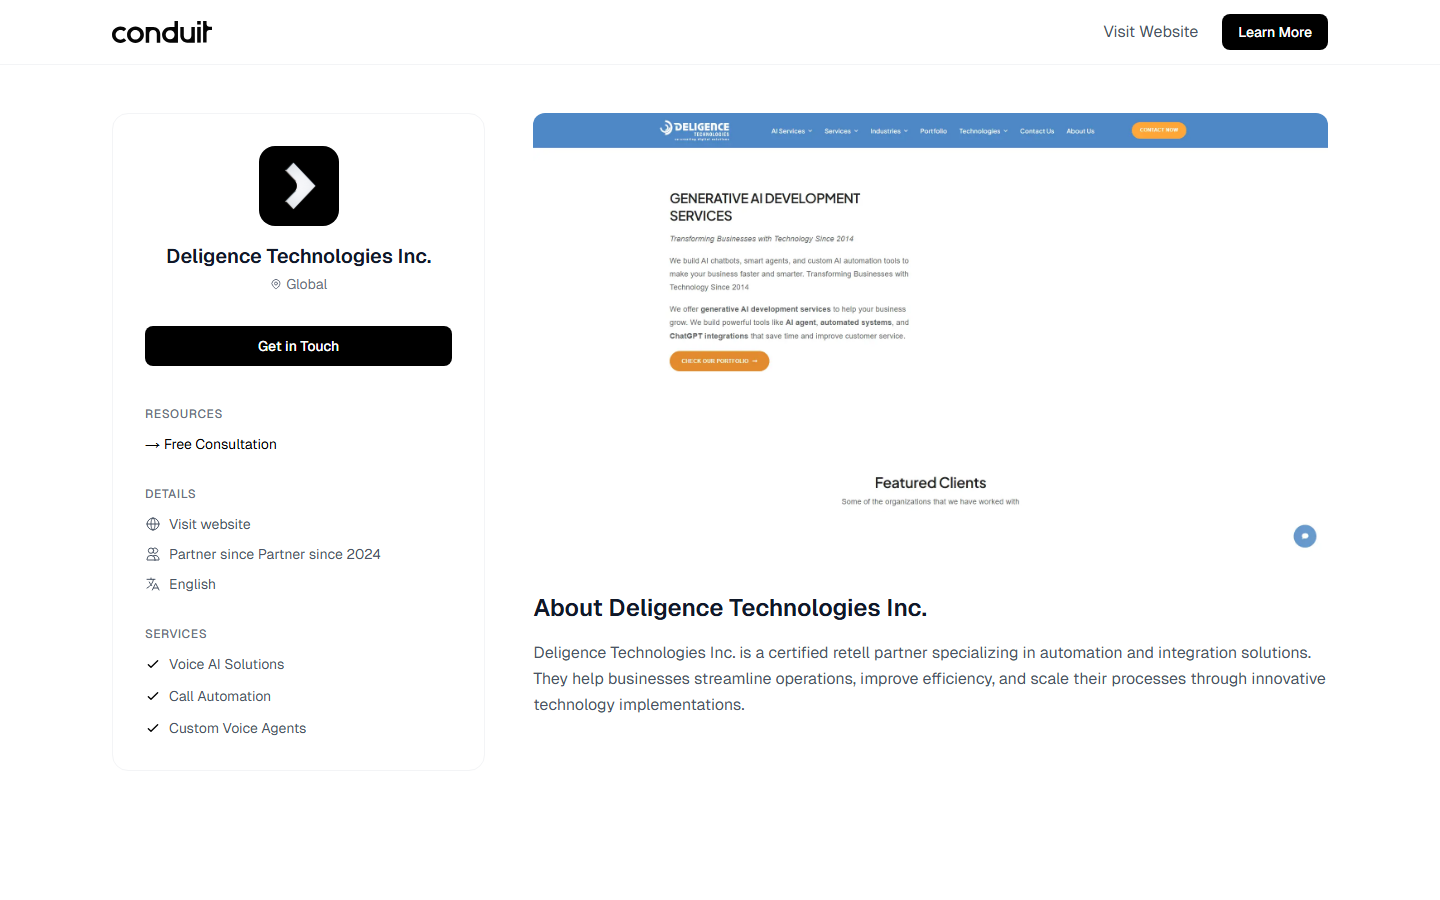 conduit
Visit Website
Learn More
Deligence Technologies Inc.
Global
Get in Touch
RESOURCES
→ Free Consultation
DETAILS
Visit website
Partner since Partner since 2024
English
SERVICES
Voice AI Solutions
Call Automation
Custom Voice Agents
DELIGENCE
TECHNOLOGIES
AI Services
Services
Industries
Portfolio
Technologies
Contact Us
About Us
CONTACT NOW
GENERATIVE AI DEVELOPMENT
SERVICES
Transforming Businesses with Technology Since 2014
We build AI chatbots, smart agents, and custom AI automation tools to
make your business faster and smarter. Transforming Businesses with
Technology Since 2014
We offer generative AI development services to help your business
grow. We build powerful tools like AI agent, automated systems, and
ChatGPT integrations that save time and improve customer service.
CHECK OUR PORTFOLIO →
Featured Clients
Some of the organizations that we have worked with
About Deligence Technologies Inc.
Deligence Technologies Inc. is a certified retell partner specializing in automation and integration solutions.
They help businesses streamline operations, improve efficiency, and scale their processes through innovative
technology implementations.